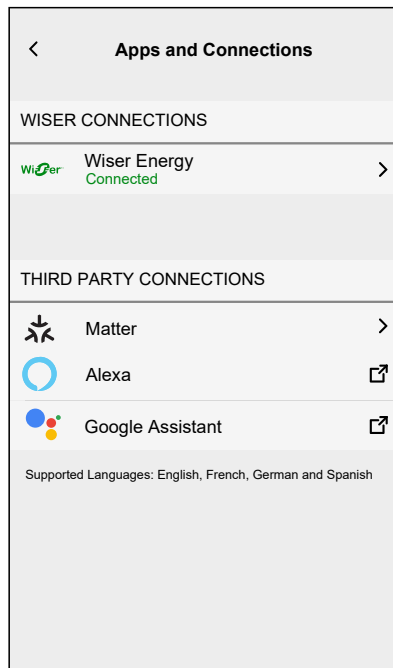 Apps and Connections
WISER CONNECTIONS
Wiser
Wiser Energy
Connected
THIRD PARTY CONNECTIONS
Matter
Alexa
Google Assistant
Supported Languages: English, French, German and Spanish